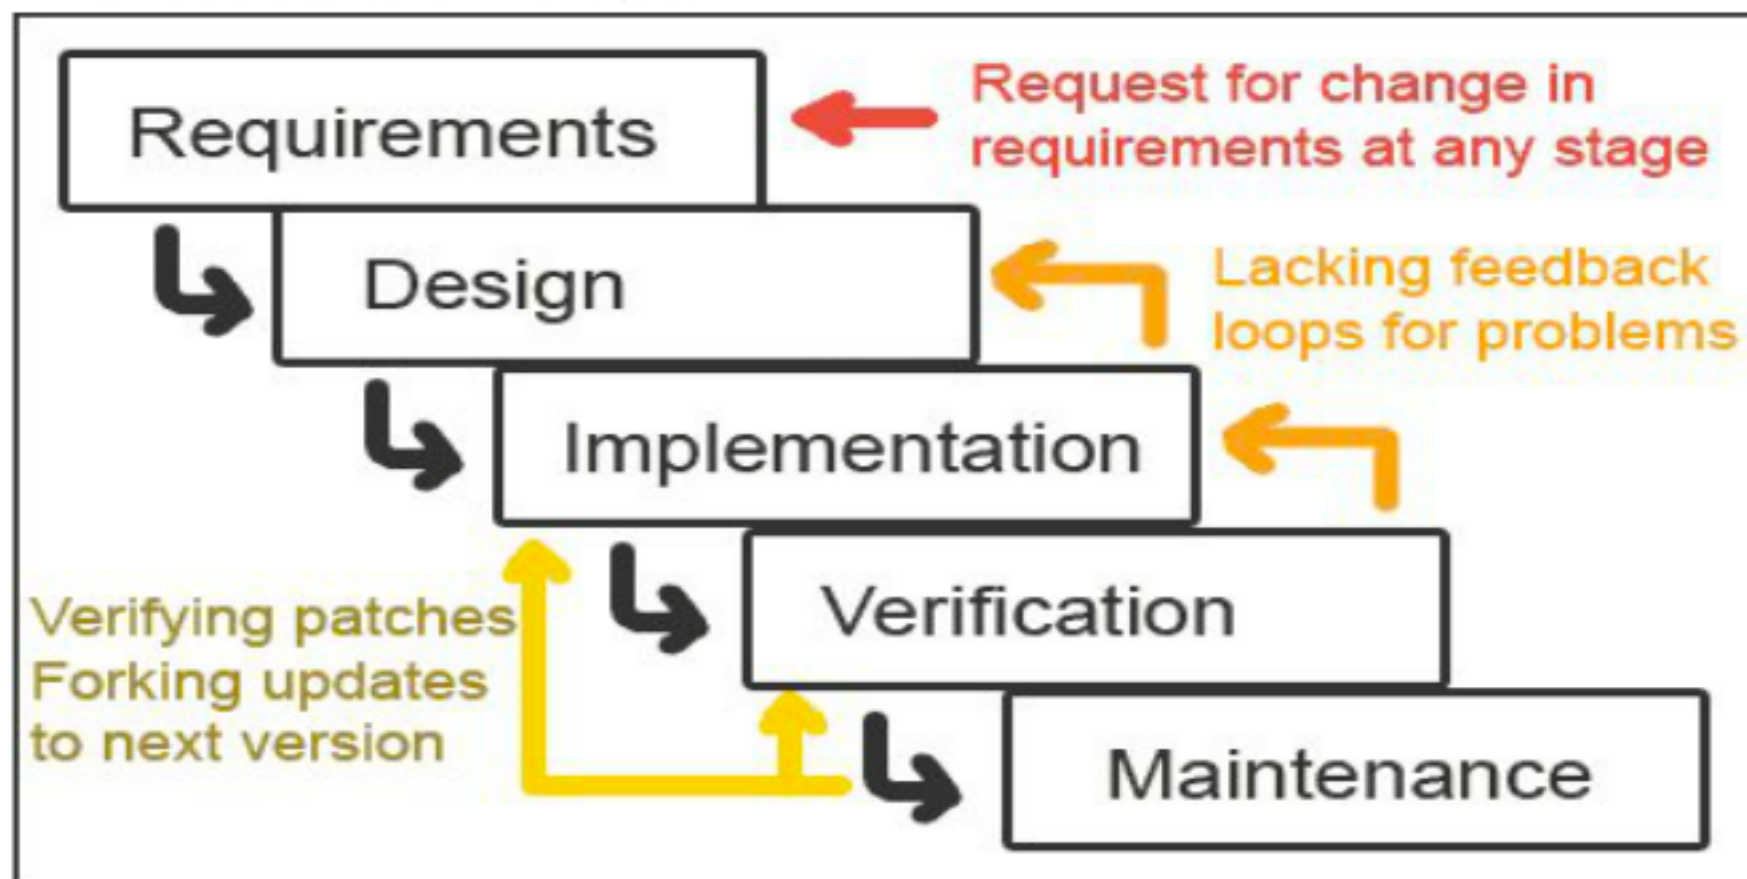 Requirements
Request for change in
requirements at any stage
Design
Lacking feedback
loops for problems
Implementation
Verifying patches
Forking updates
to next version
Verification
Maintenance